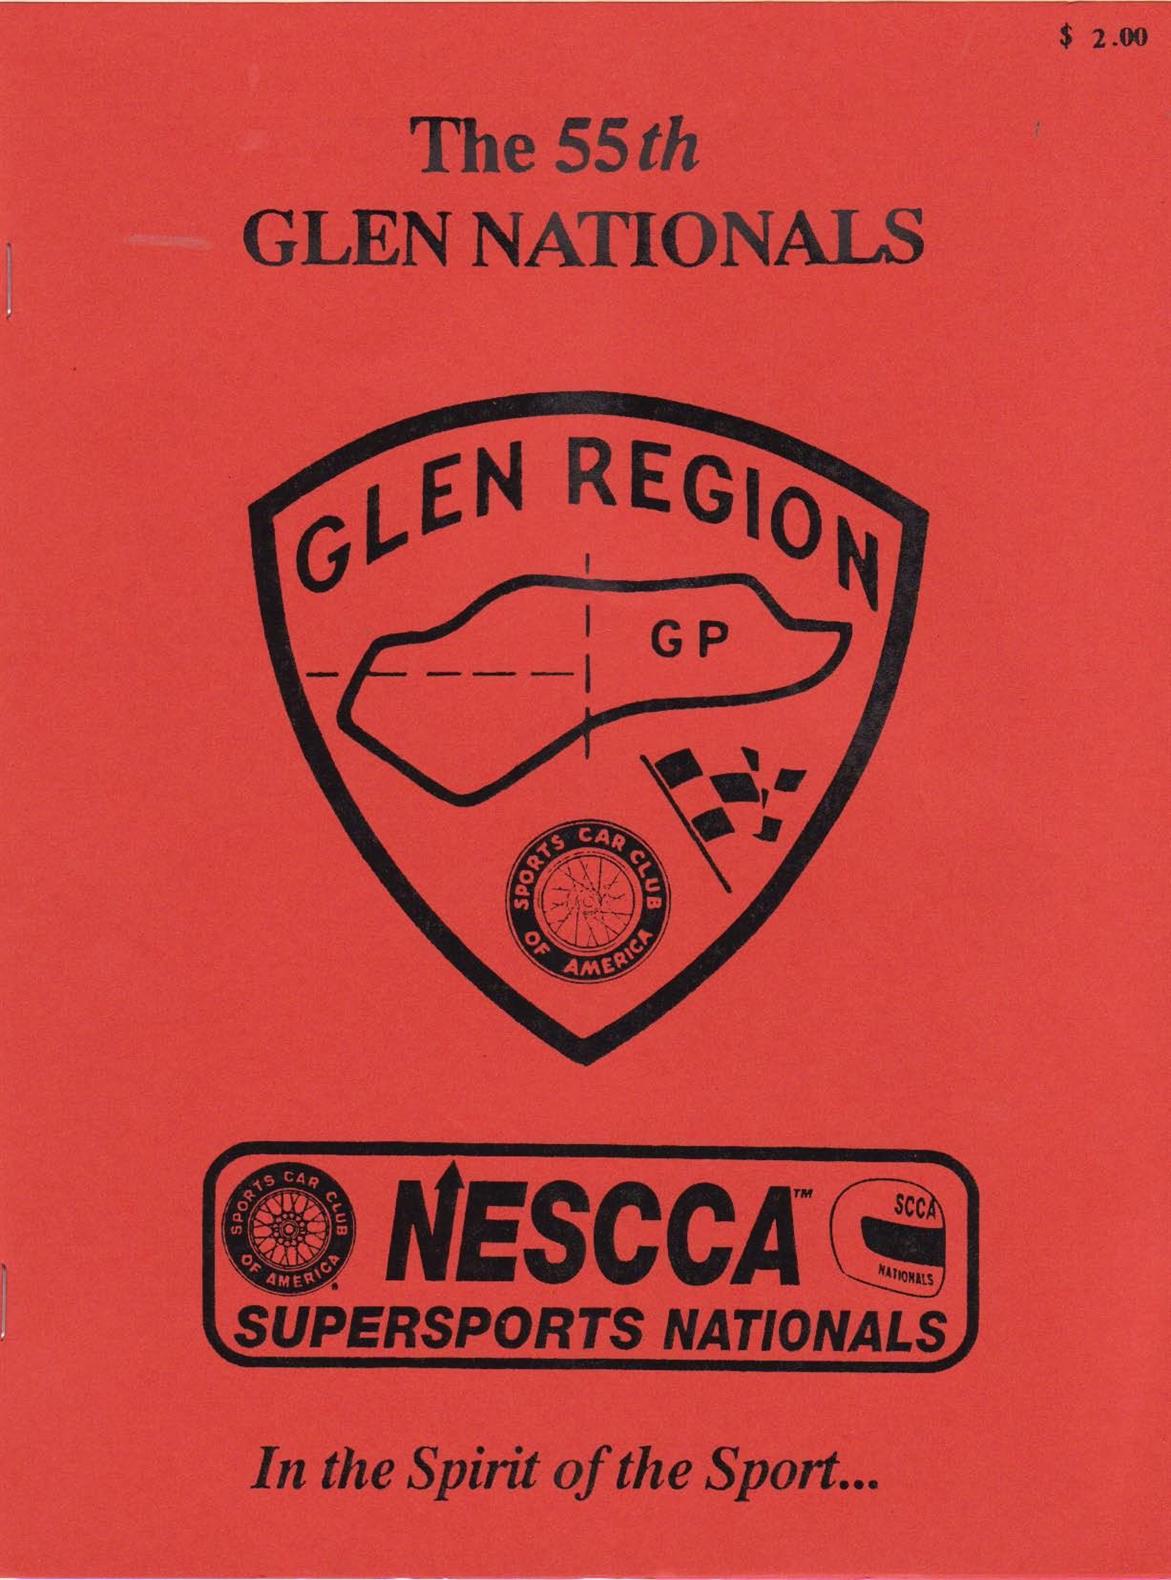 $ 2.00
The 55th
GLEN NATIONALS
GLEN REGION
GP
SPORTS CAR CLUB
OF AMERICA
SPORTS CAR CLUB
OF AMERICA
NESCCA™
SCCA
NATIONALS
SUPERSPORTS NATIONALS
In the Spirit of the Sport...